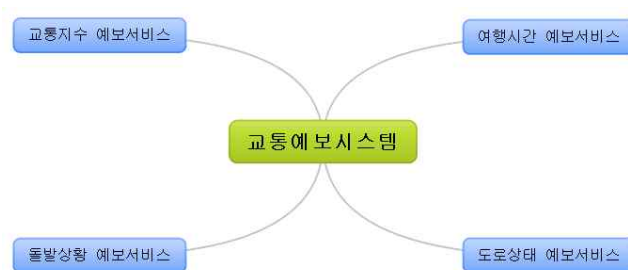 교통지수 예보서비스
여행시간 예보서비스
교통예보시스템
돌발상황 예보서비스
도로상태 예보서비스